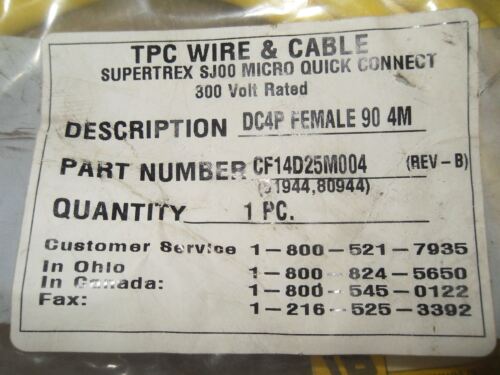 TPC WIRE & CABLE
SUPERTREX SJ00 MICRO QUICK CONNECT
300 Volt Rated
DESCRIPTION DC4P FEMALE 90 4M
PART NUMBER CF14D25M004 (REV-B)
(91944,80944)
QUANTITY 1 PC.
Customer Service 1-800-521-7935
In Ohio 1-800-824-5650
In Canada: 1-800-545-0122
Fax: 1-216-525-3392